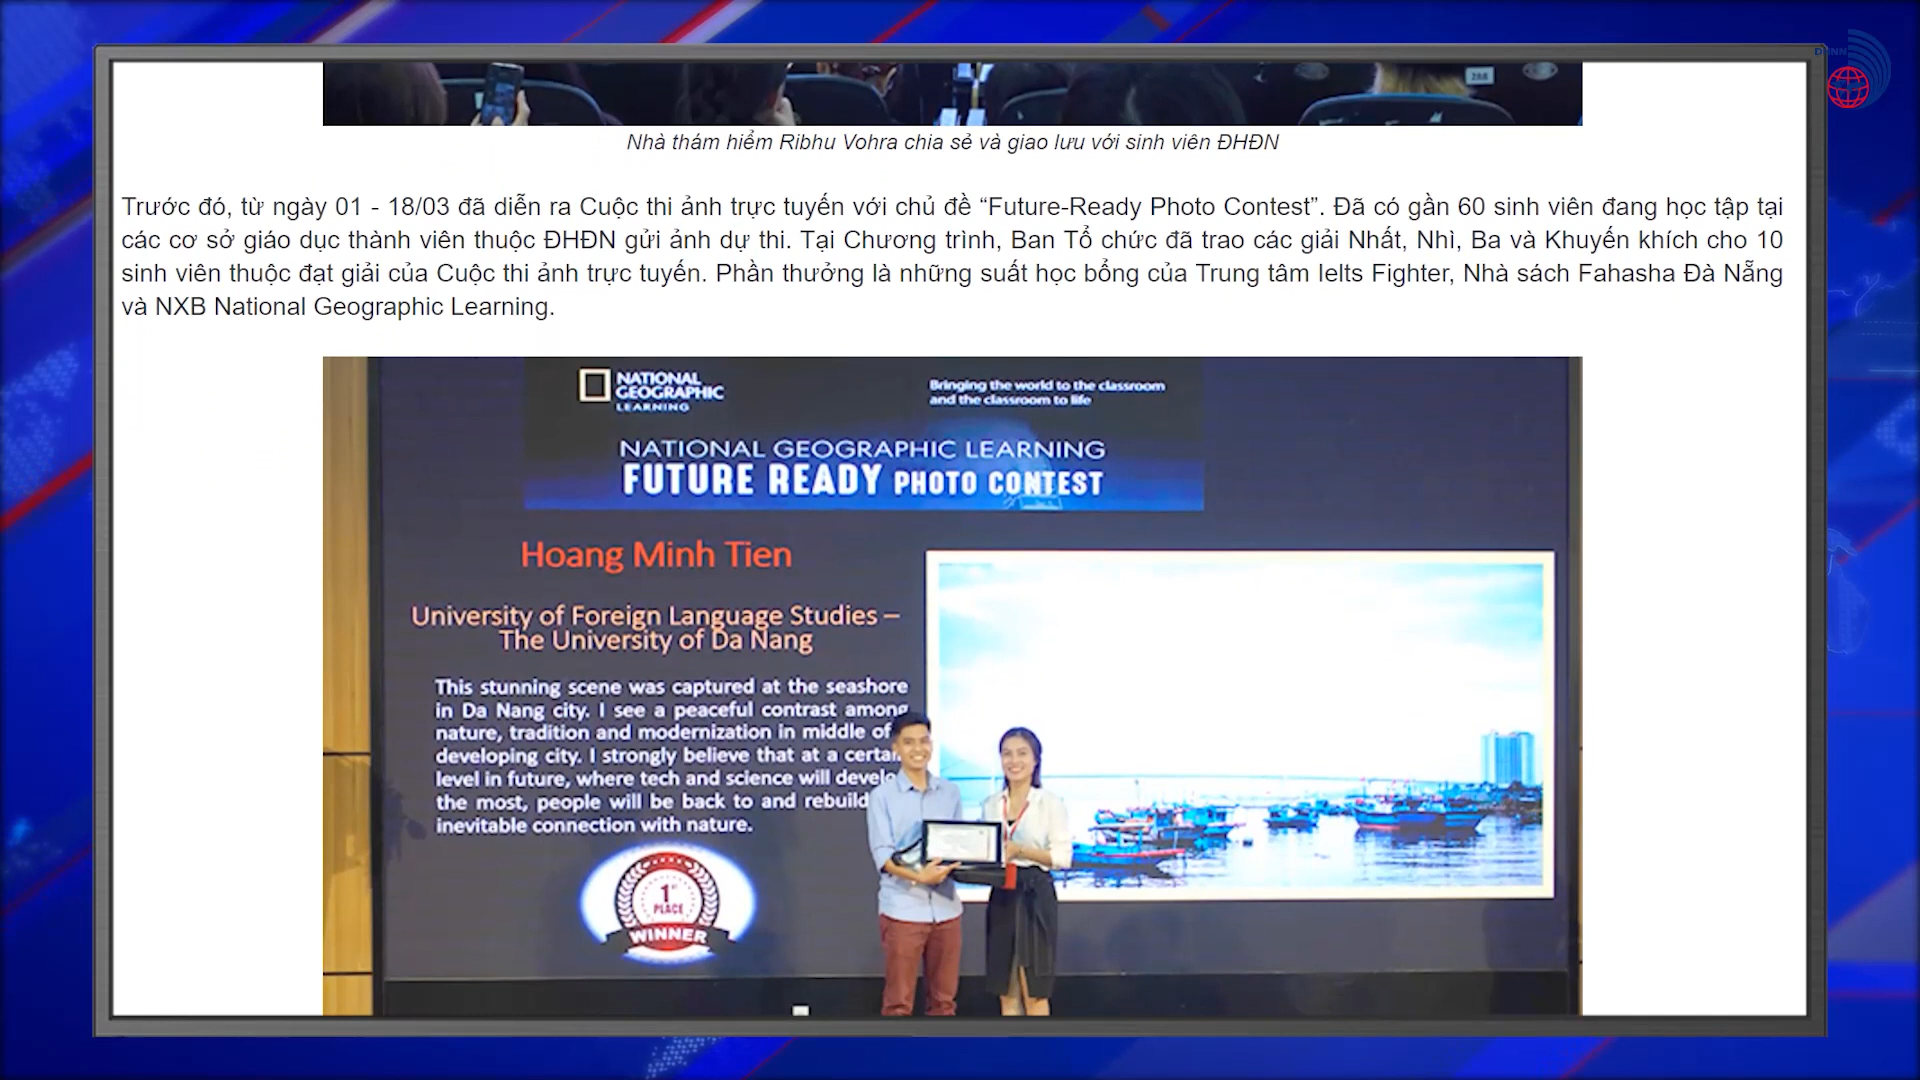 ĐHNN
288
Nhà thám hiểm Ribhu Vohra chia sẻ và giao lưu với sinh viên ĐHĐN
Trước đó, từ ngày 01 - 18/03 đã diễn ra Cuộc thi ảnh trực tuyến với chủ đề “Future-Ready Photo Contest”. Đã có gần 60 sinh viên đang học tập tại
các cơ sở giáo dục thành viên thuộc ĐHĐN gửi ảnh dự thi. Tại Chương trình, Ban Tổ chức đã trao các giải Nhất, Nhì, Ba và Khuyến khích cho 10
sinh viên thuộc đạt giải của Cuộc thi ảnh trực tuyến. Phần thưởng là những suất học bổng của Trung tâm Ielts Fighter, Nhà sách Fahasha Đà Nẵng
và NXB National Geographic Learning.
NATIONAL
GEOGRAPHIC
LEARNING
Bringing the world to the classroom
and the classroom to life
NATIONAL GEOGRAPHIC LEARNING
FUTURE READY PHOTO CONTEST
Hoang Minh Tien
University of Foreign Language Studies –
The University of Da Nang
This stunning scene was captured at the seashore
in Da Nang city. I see a peaceful contrast among
nature, tradition and modernization in middle of
developing city. I strongly believe that at a certain
level in future, where tech and science will develo
the most, people will be back to and rebuild
inevitable connection with nature.
1st
PLACE
WINNER